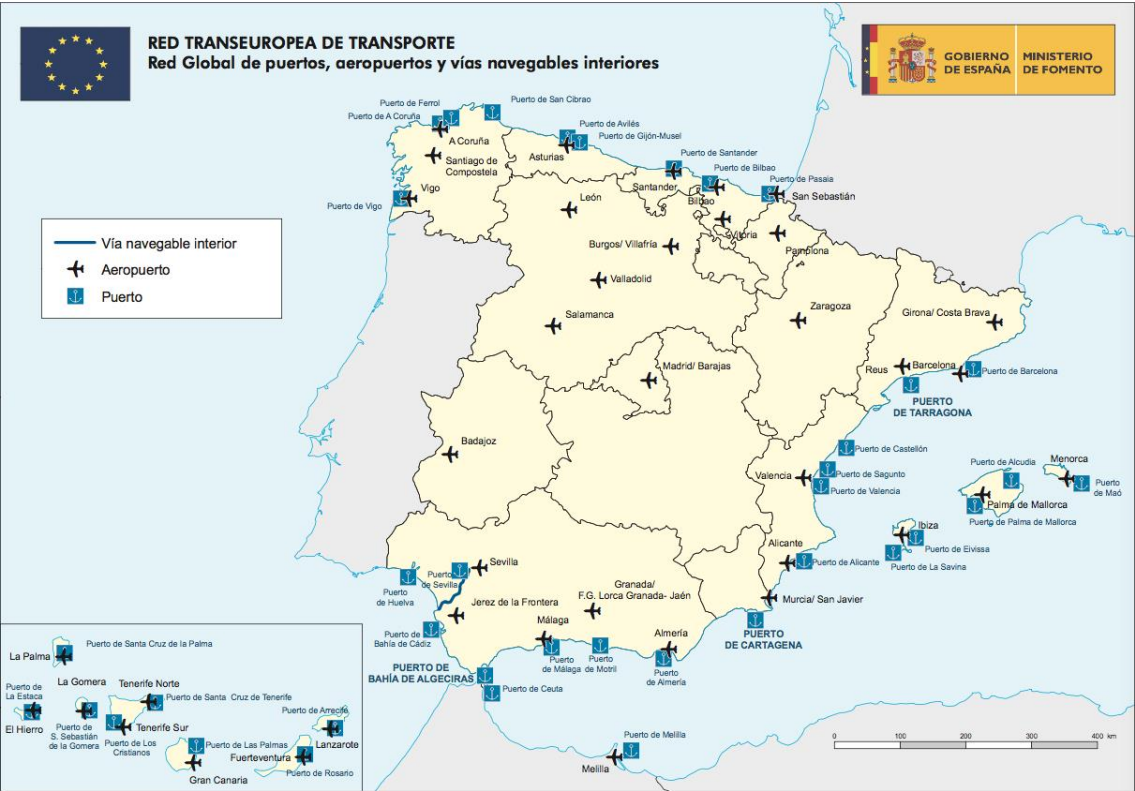 RED TRANSEUROPEA DE TRANSPORTE
Red Global de puertos, aeropuertos y vías navegables interiores
GOBIERNO
DE ESPAÑA
MINISTERIO
DE FOMENTO
Vía navegable interior
Aeropuerto
Puerto
Puerto de Ferrol
Puerto de San Cibrao
Puerto de A Coruña
A Coruña
Santiago de
Compostela
Puerto de Avilés
Puerto de Gijón-Musel
Asturias
Puerto de Santander
Santander
Puerto de Bilbao
Bilbao
Puerto de Pasaia
San Sebastián
Vigo
Puerto de Vigo
León
Vitoria
Pamplona
Burgos/ Villafría
Valladolid
Salamanca
Zaragoza
Girona/ Costa Brava
Madrid/ Barajas
Reus
Barcelona
Puerto de Barcelona
PUERTO
DE TARRAGONA
Badajoz
Puerto de Castellón
Puerto de Sagunto
Valencia
Puerto de Valencia
Puerto de Alcudia
Menorca
Puerto
de Maó
Palma de Mallorca
Puerto de Palma de Mallorca
Ibiza
Puerto de Eivissa
Puerto de La Savina
Alicante
Puerto de Alicante
Murcia/ San Javier
PUERTO
DE CARTAGENA
Sevilla
Puerto
de Sevilla
Puerto
de Huelva
Jerez de la Frontera
Granada/
F.G. Lorca Granada- Jaén
Puerto de
Bahía de Cádiz
Málaga
Puerto
de Málaga
Puerto
de Motril
Almería
Puerto
de Almería
PUERTO DE
BAHÍA DE ALGECIRAS
Puerto de Ceuta
Puerto de Melilla
Melilla
Puerto de Santa Cruz de la Palma
La Palma
La Gomera
Tenerife Norte
Puerto de
La Estaca
Puerto de Santa Cruz de Tenerife
Puerto de Arrecife
El Hierro
Puerto de
S. Sebastián
de la Gomera
Tenerife Sur
Puerto de Los
Cristianos
Puerto de Las Palmas
Lanzarote
Fuerteventura
Puerto de Rosario
Gran Canaria
0 100 200 300 400 km